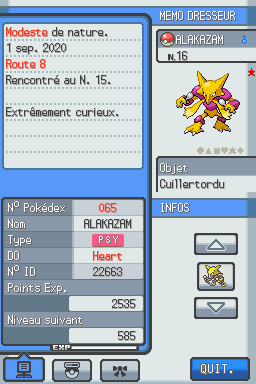 MEMO DRESSEUR
ALAKAZAM ♂
N.16
Modeste de nature.
1 sep. 2020
Route 8
Rencontré au N. 15.
Extrêmement curieux.
Objet
Cuillertordu
INFOS
N° Pokédex 065
Nom ALAKAZAM
Type PSY
DO Heart
N° ID 22663
Points Exp.
2535
Niveau suivant
585
EXP
QUIT.